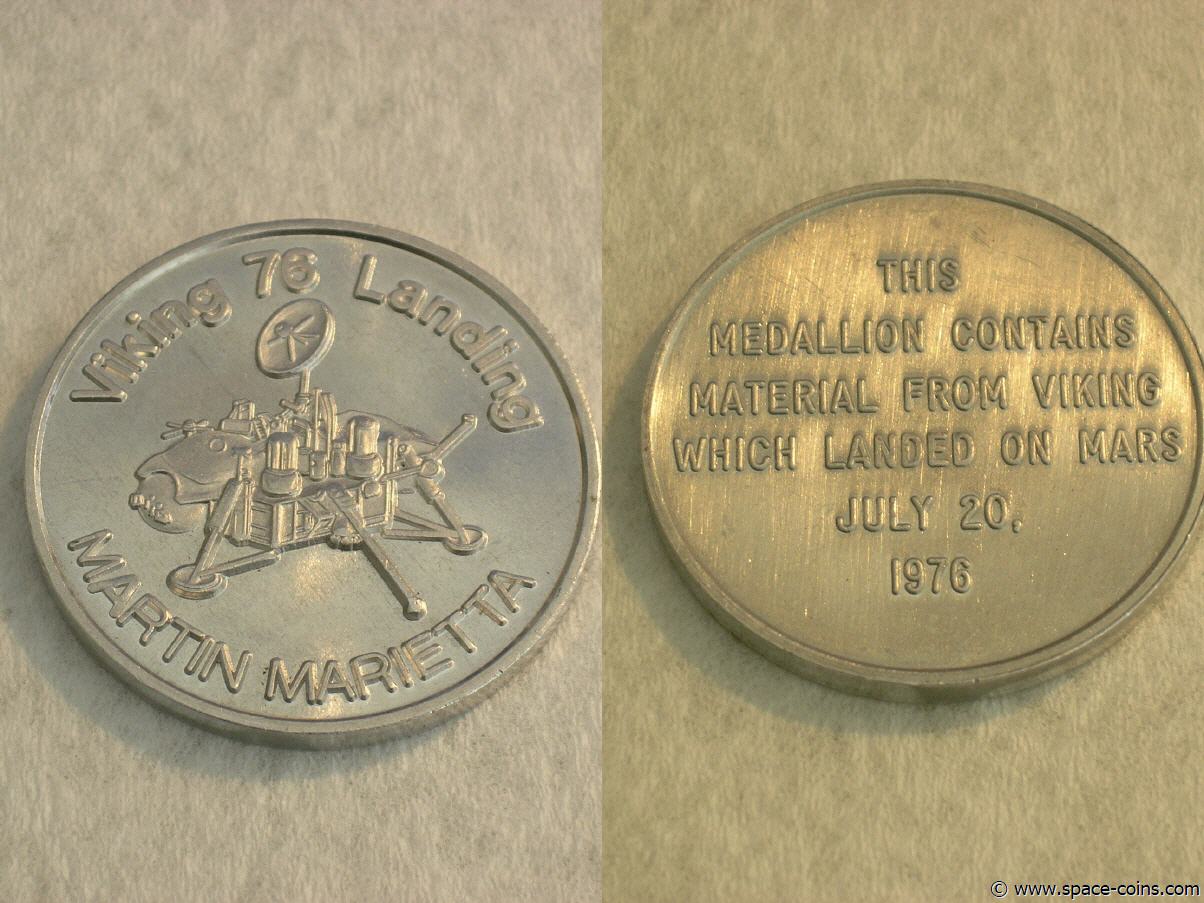 Viking 76 Landing
MARTIN MARIETTA
THIS
MEDALLION CONTAINS
MATERIAL FROM VIKING
WHICH LANDED ON MARS
JULY 20,
1976
© www.space-coins.com